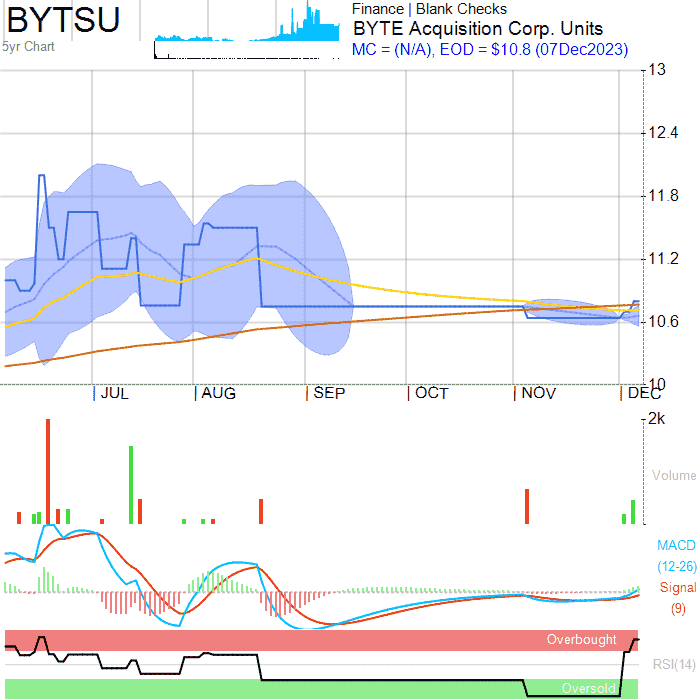 BYTSU
5yr Chart
Finance | Blank Checks
BYTE Acquisition Corp. Units
MC = (N/A), EOD = $10.8 (07Dec2023)
13
12.4
11.8
11.2
10.6
10
JUL AUG SEP OCT NOV DEC
2k
Volume
MACD
(12-26)
Signal
(9)
Overbought
RSI(14)
Oversold